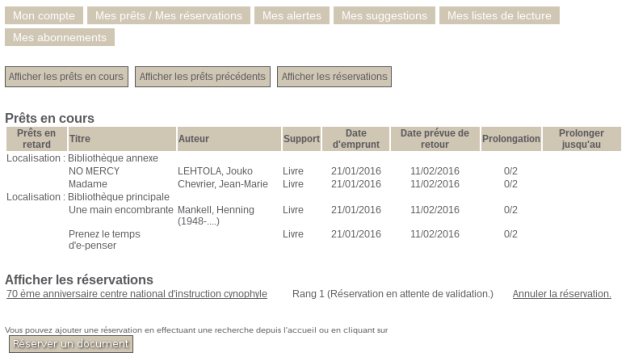 Mon compte Mes prêts / Mes réservations Mes alertes Mes suggestions Mes listes de lecture
Mes abonnements
Afficher les prêts en cours Afficher les prêts précédents Afficher les réservations
Prêts en cours
Prêts en retard Titre Auteur Support Date d'emprunt Date prévue de retour Prolongation Prolonger jusqu'au
Localisation : Bibliothèque annexe
NO MERCY LEHTOLA, Jouko Livre 21/01/2016 11/02/2016 0/2
Madame Chevrier, Jean-Marie Livre 21/01/2016 11/02/2016 0/2
Localisation : Bibliothèque principale
Une main encombrante Mankell, Henning (1948-....) Livre 21/01/2016 11/02/2016 0/2
Prenez le temps d'e-penser Livre 21/01/2016 11/02/2016 0/2
Afficher les réservations
70 ème anniversaire centre national d'instruction cynophyle Rang 1 (Réservation en attente de validation.) Annuler la réservation.
Vous pouvez ajouter une réservation en effectuant une recherche depuis l'accueil ou en cliquant sur
Réserver un document